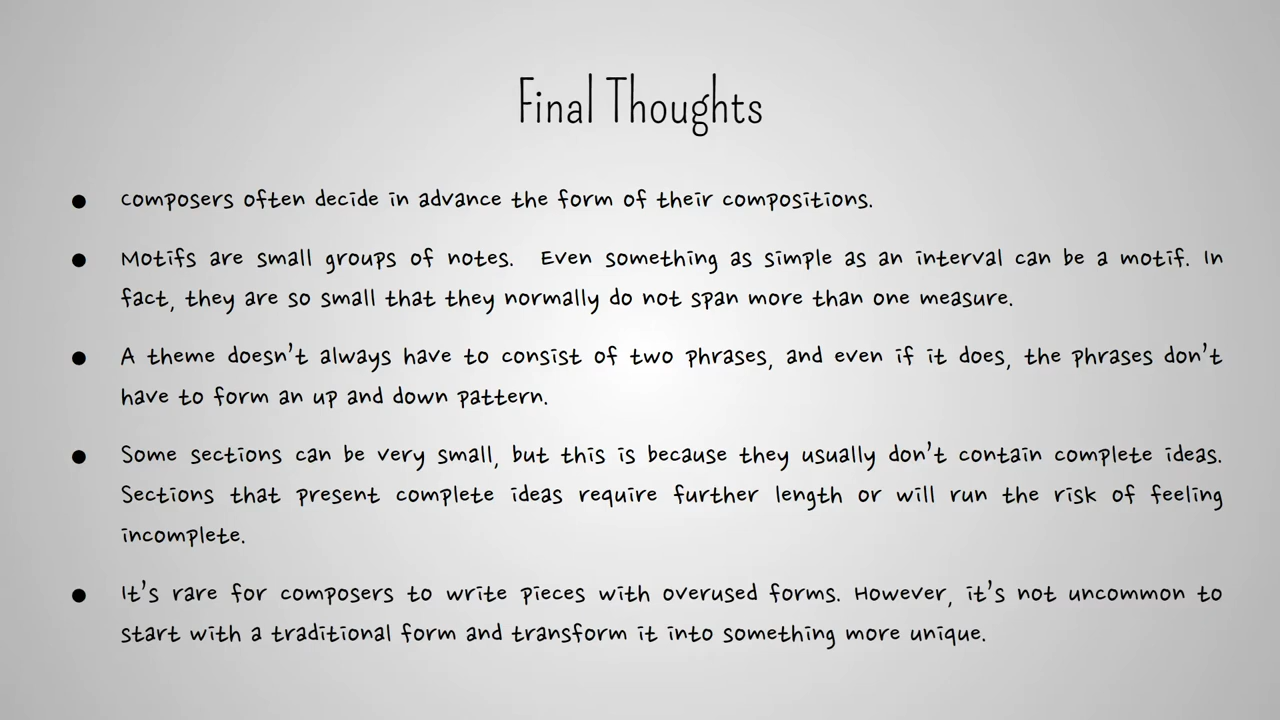 Final Thoughts
● Composers often decide in advance the form of their compositions.
● Motifs are small groups of notes. Even something as simple as an interval can be a motif. In
fact, they are so small that they normally do not span more than one measure.
● A theme doesn't always have to consist of two phrases, and even if it does, the phrases don't
have to form an up and down pattern.
● Some sections can be very small, but this is because they usually don't contain complete ideas.
Sections that present complete ideas require further length or will run the risk of feeling
incomplete.
● It's rare for composers to write pieces with overused forms. However, it's not uncommon to
start with a traditional form and transform it into something more unique.